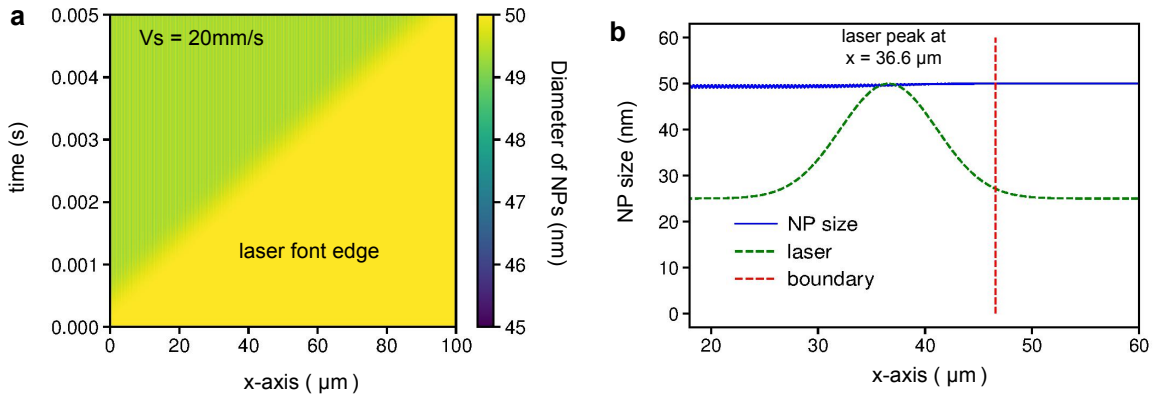 a
Vs = 20mm/s
laser font edge
0.005
0.004
0.003
0.002
0.001
0.000
time (s)
0 20 40 60 80 100
x-axis ( µm)
50
49
48
47
46
45
Diameter of NPs (nm)
b
laser peak at
x = 36.6 µm
60
50
40
30
20
10
0
NP size (nm)
NP size
laser
boundary
20 30 40 50 60
x-axis ( µm)